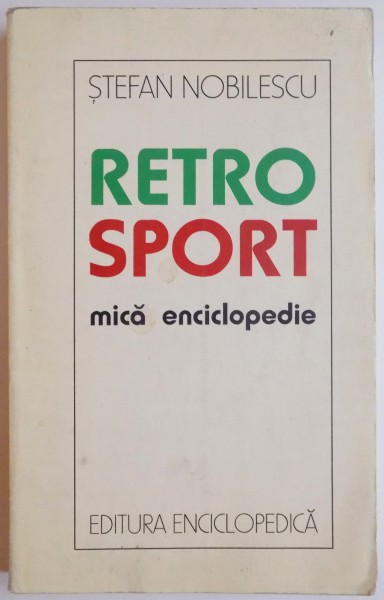 ȘTEFAN NOBILESCU
RETRO
SPORT
mică enciclopedie
EDITURA ENCICLOPEDICĂ